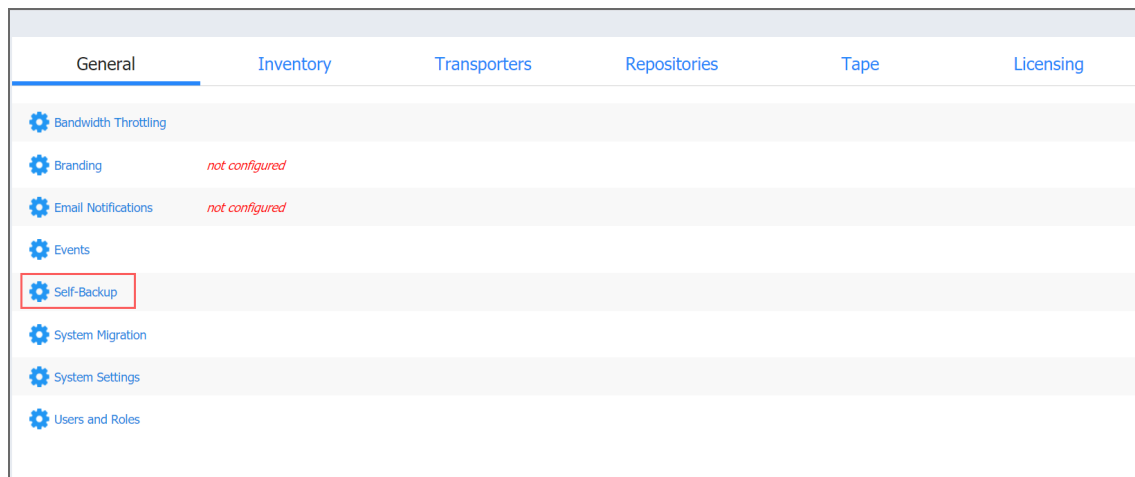 General Inventory Transporters Repositories Tape Licensing
Bandwidth Throttling
Branding not configured
Email Notifications not configured
Events
Self-Backup
System Migration
System Settings
Users and Roles